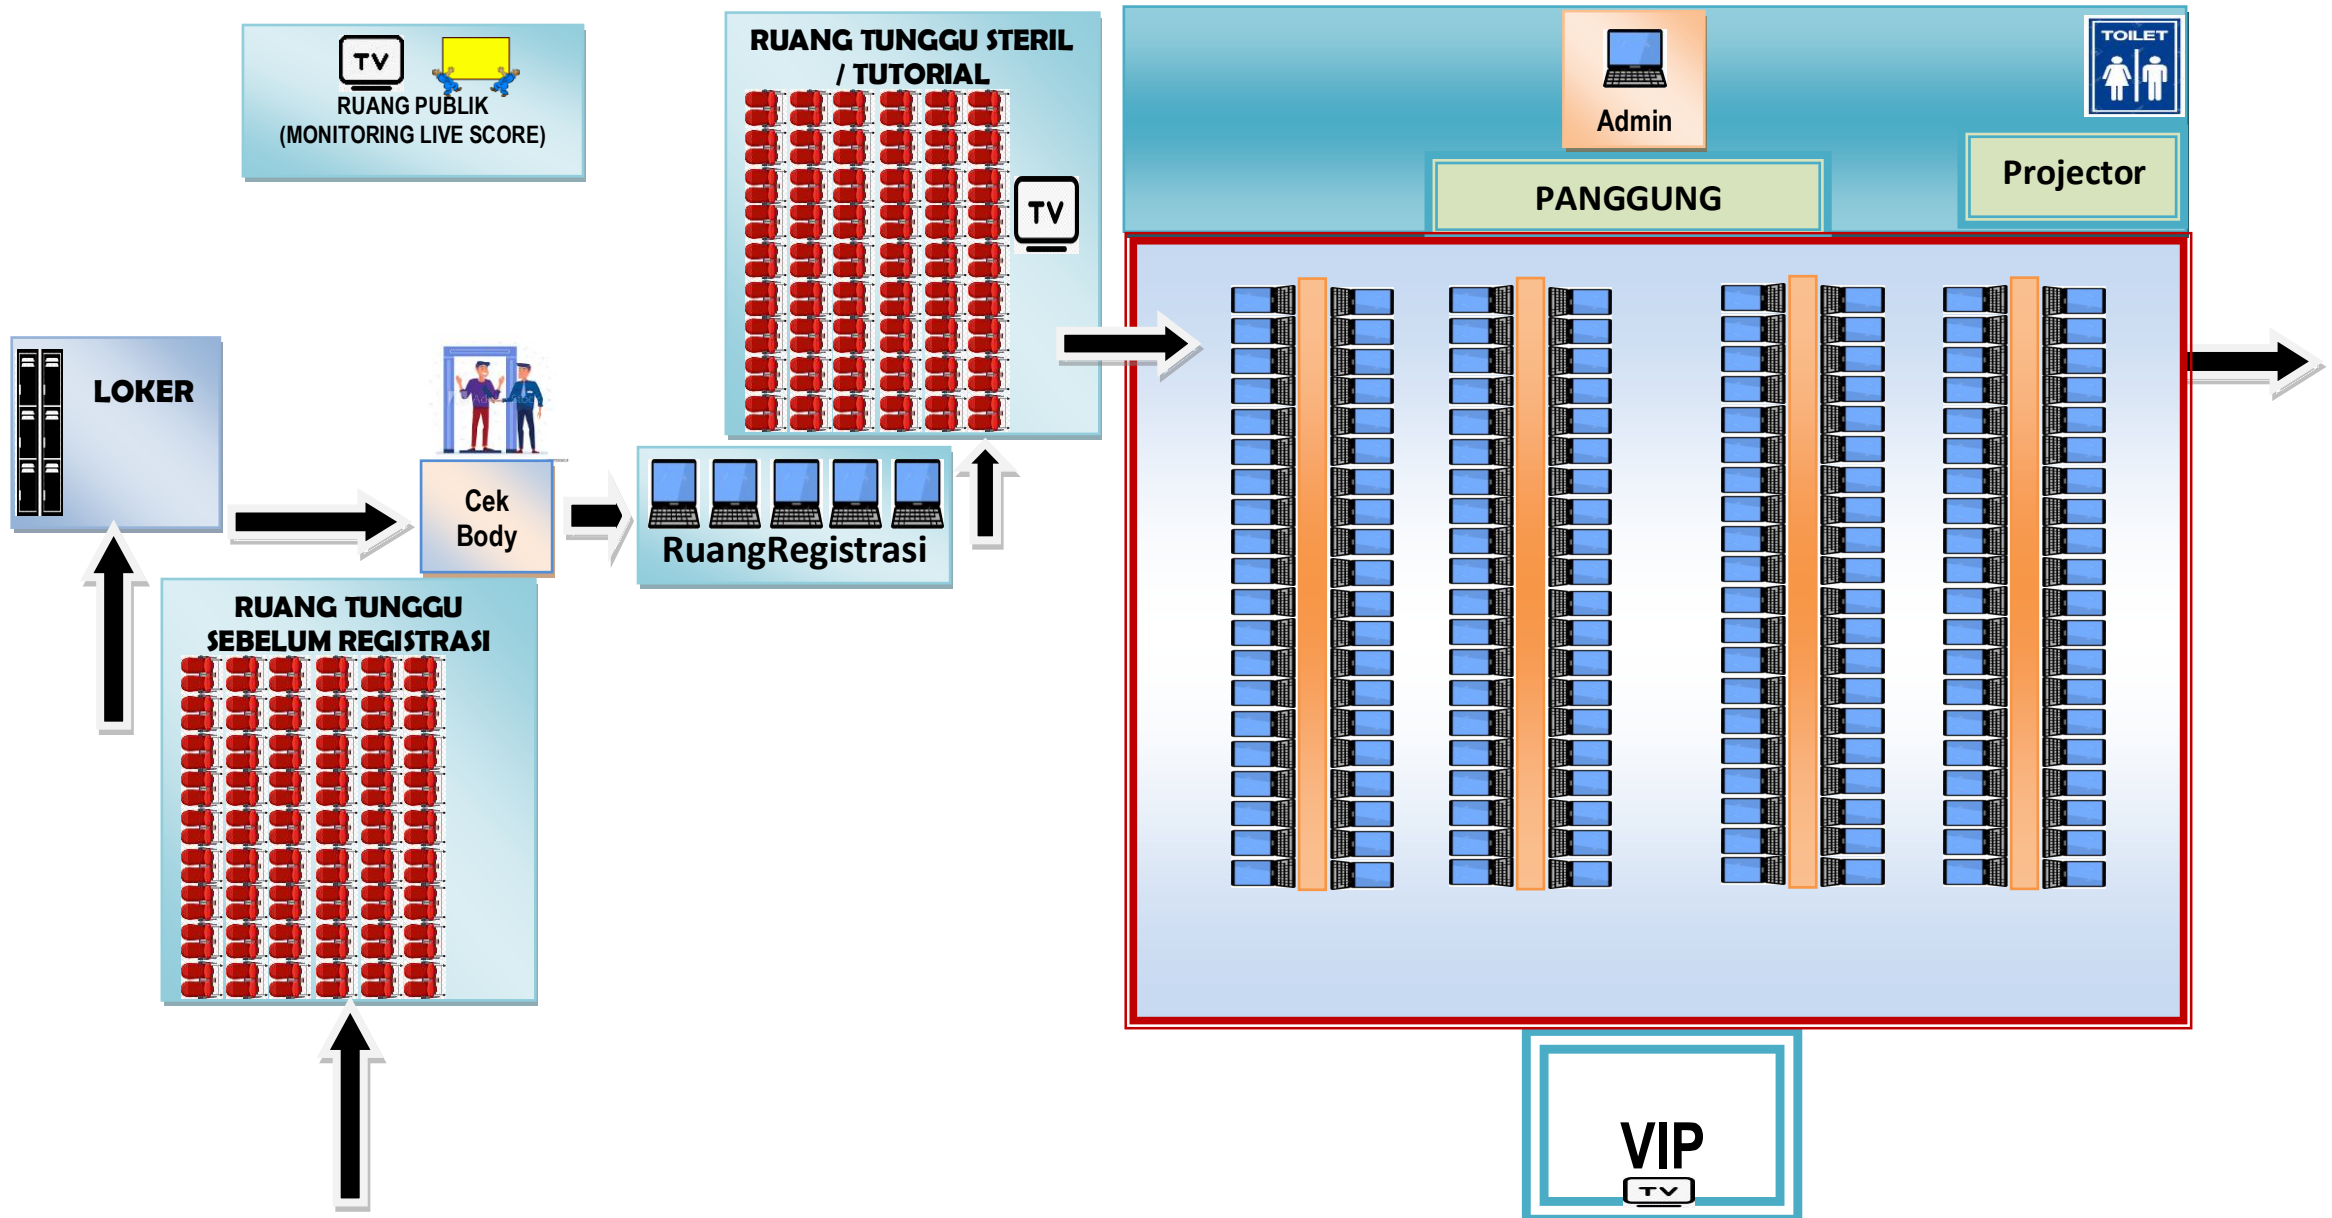 TV
RUANG PUBLIK
(MONITORING LIVE SCORE)
RUANG TUNGGU STERIL
/ TUTORIAL
TV
Admin
TOILET
PANGGUNG
Projector
LOKER
Cek
Body
RuangRegistrasi
RUANG TUNGGU
SEBELUM REGISTRASI
VIP
TV